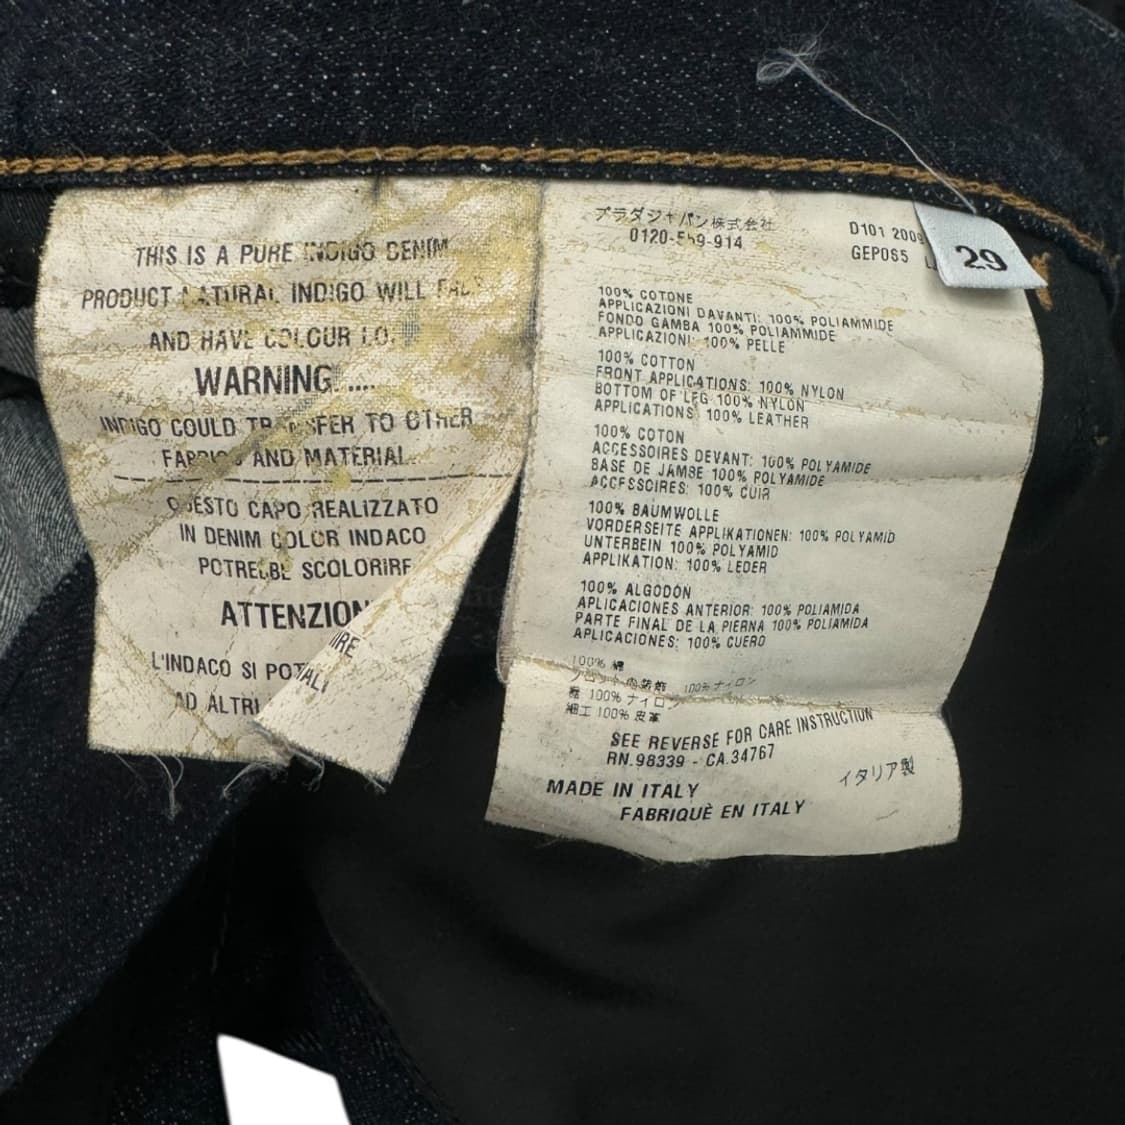 THIS IS A PURE INDIGO DENIM
PRODUCT NATURAL INDIGO WILL
AND HAVE COLOUR
WARNING ....
INDIGO COULD TRANSFER TO OTHER
FABRICS AND MATERIAL
QUESTO CAPO REALIZZATO
IN DENIM COLOR INDACO
POTREBBE SCOLORIRE
ATTENZION
L'INDACO SI POT
AD ALTRI
プラダジャパン株式会社
D101 2009
GEP055
29
100% COTONE
APPLICAZIONI DAVANTI: 100% POLIAMMIDE
FONDO GAMBA 100% POLIAMMIDE
APPLICAZIONI: 100% PELLE
100% COTTON
FRONT APPLICATIONS: 100% NYLON
BOTTOM OF LEG 100% NYLON
APPLICATIONS: 100% LEATHER
100% COTON
ACCESSOIRES DEVANT: 100% POLYAMIDE
BASE DE JAMBE 100% POLYAMIDE
ACCESSOIRES: 100% CUIR
100% BAUMWOLLE
VORDERSEITE APPLIKATIONEN: 100% POLYAMID
UNTERBEIN 100% POLYAMID
APPLIKATION: 100% LEDER
100% ALGODÓN
APLICACIONES ANTERIOR: 100% POLIAMIDA
PARTE FINAL DE LA PIERNA 100% POLIAMIDA
APLICACIONES: 100% CUERO
100% 綿
100% ナイロン
裾 100% ナイロン
細工 100% 皮革
SEE REVERSE FOR CARE INSTRUCTION
RN.98339 - CA.34767
イタリア製
MADE IN ITALY
FABRIQUÈ EN ITALY